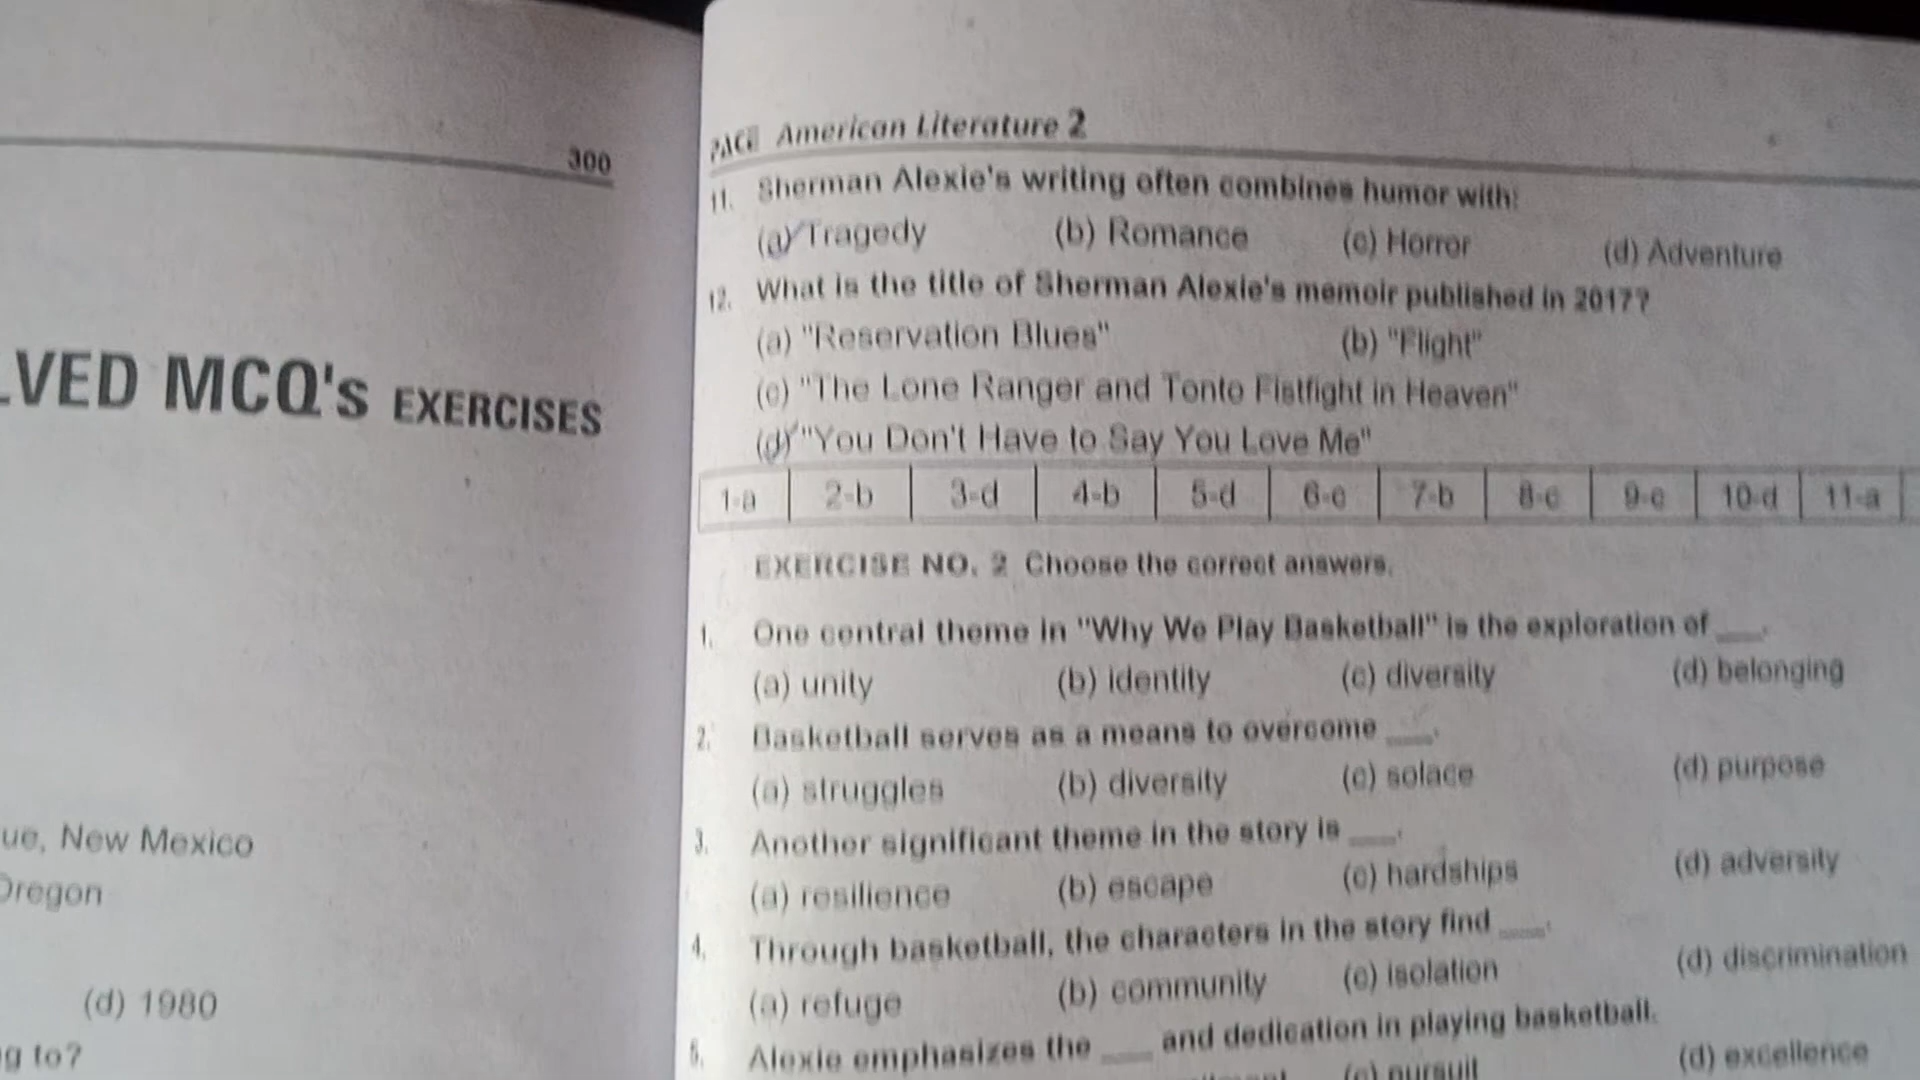 300
LVED MCQ's EXERCISES
ue, New Mexico
Oregon
(d) 1980
g to?
PACE American Literature 2
11. Sherman Alexie's writing often combines humor with:
(a) Tragedy (b) Romance (c) Horror (d) Adventure
12. What is the title of Sherman Alexie's memoir published in 2017?
(a) "Reservation Blues" (b) "Flight"
(c) "The Lone Ranger and Tonto Fistfight in Heaven"
(d) "You Don't Have to Say You Love Me"
1-a 2-b 3-d 4-b 5-d 6-c 7-b 8-c 9-c 10-d 11-a
EXERCISE NO. 2 Choose the correct answers.
1. One central theme in "Why We Play Basketball" is the exploration of ___.
(a) unity (b) identity (c) diversity (d) belonging
2. Basketball serves as a means to overcome ___.
(a) struggles (b) diversity (c) solace (d) purpose
3. Another significant theme in the story is ___.
(a) resilience (b) escape (c) hardships (d) adversity
4. Through basketball, the characters in the story find ___.
(a) refuge (b) community (c) isolation (d) discrimination
5. Alexie emphasizes the ___ and dedication in playing basketball.
(c) pursuit (d) excellence